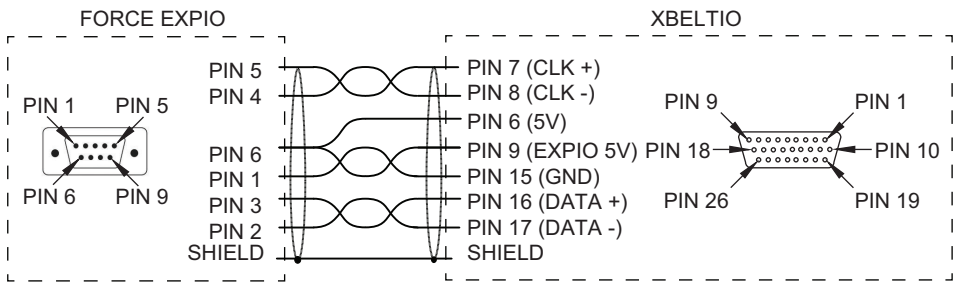 FORCE EXPIO
XBELTIO
PIN 5
PIN 7 (CLK +)
PIN 4
PIN 8 (CLK -)
PIN 1
PIN 5
PIN 6 (5V)
PIN 9
PIN 1
PIN 6
PIN 9 (EXPIO 5V)
PIN 18
PIN 10
PIN 1
PIN 15 (GND)
PIN 6
PIN 9
PIN 3
PIN 16 (DATA +)
PIN 26
PIN 19
PIN 2
PIN 17 (DATA -)
SHIELD
SHIELD